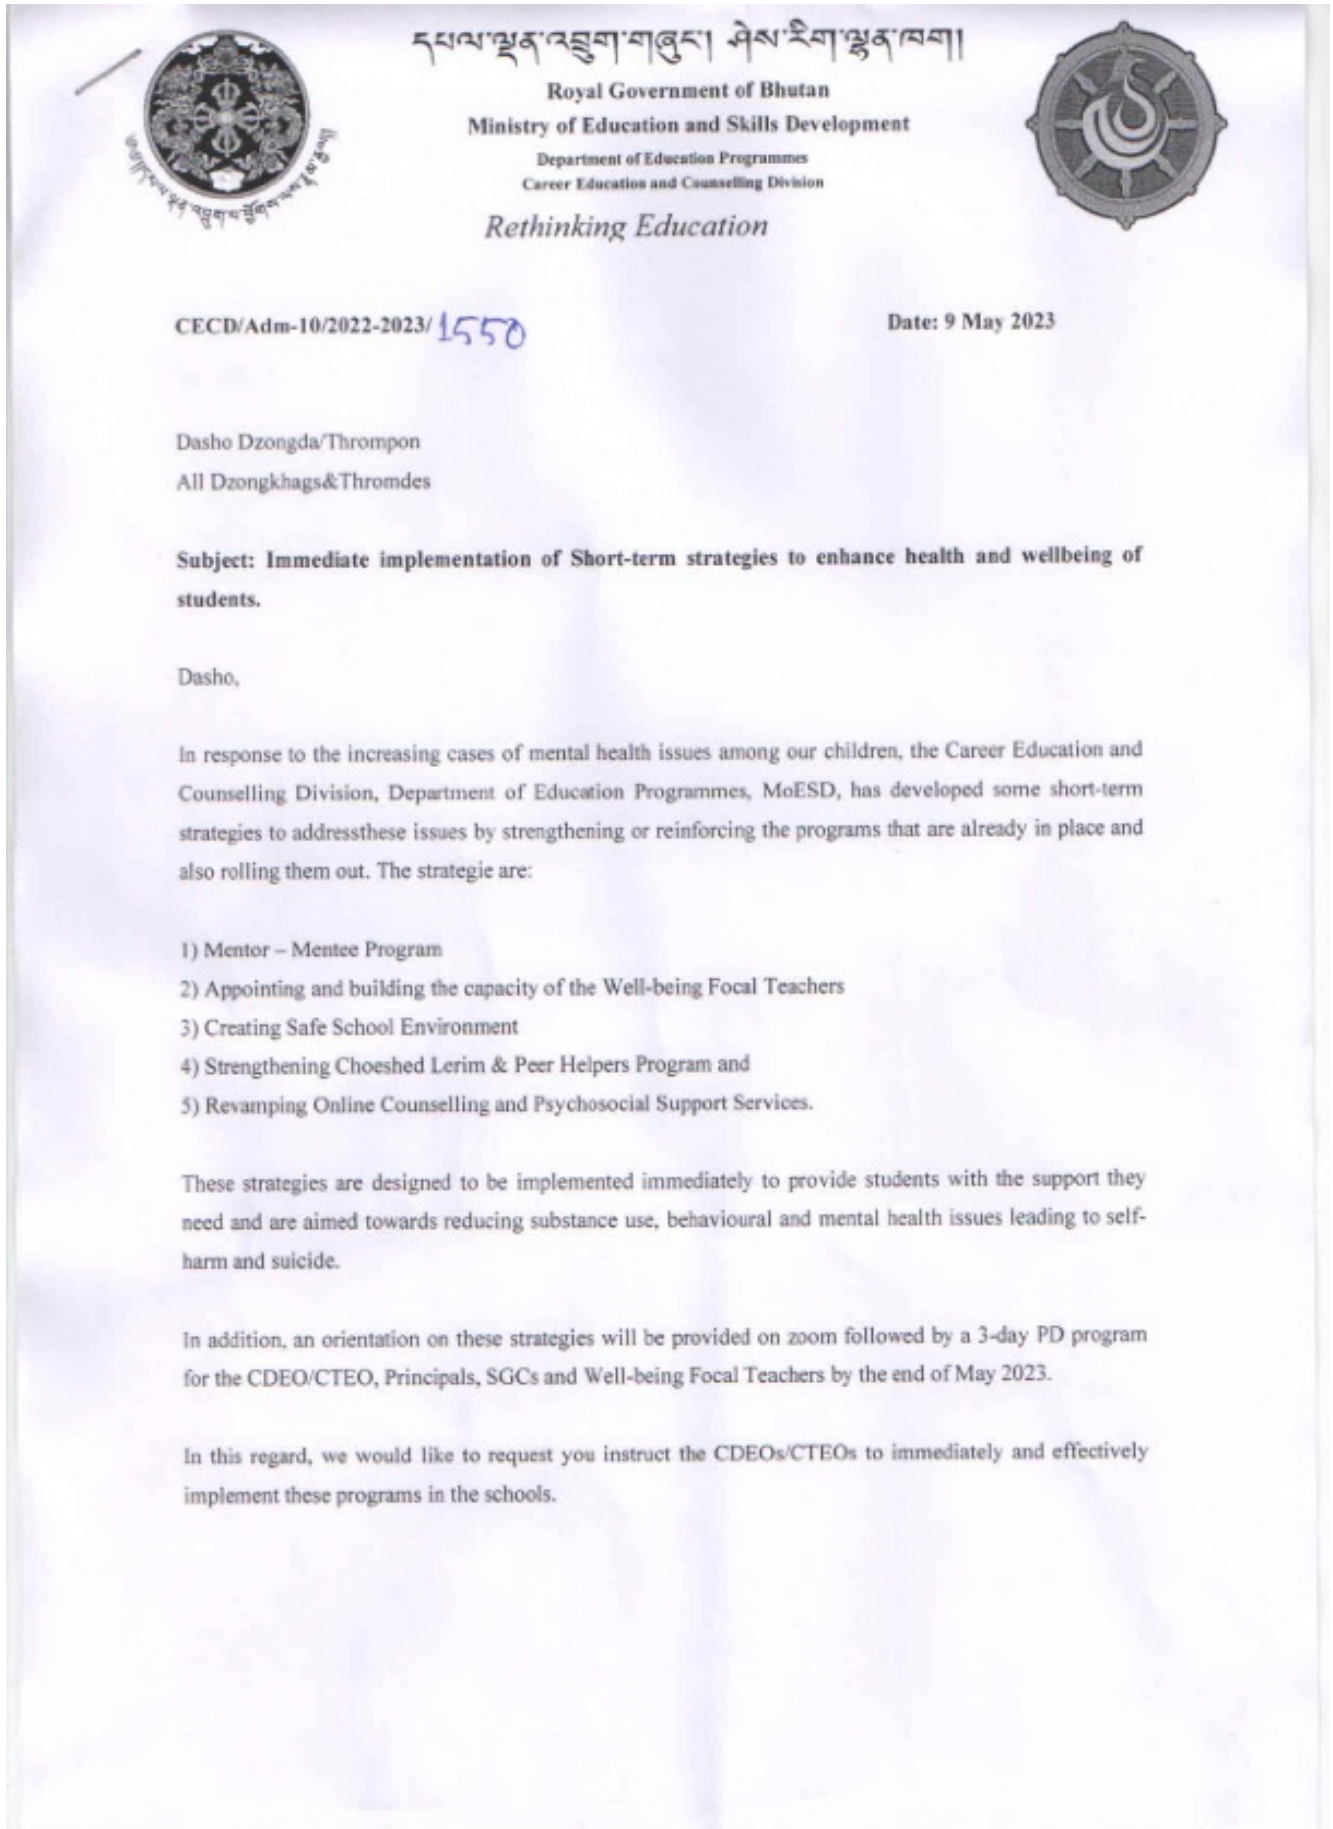 དཔལ་ལྡན་འབྲུག་གཞུང་། ཤེས་རིག་ལྷན་ཁག།
Royal Government of Bhutan
Ministry of Education and Skills Development
Department of Education Programmes
Career Education and Counselling Division
Rethinking Education
CECD/Adm-10/2022-2023/1550
Date: 9 May 2023
Dasho Dzongda/Thrompon
All Dzongkhags&Thromdes
Subject: Immediate implementation of Short-term strategies to enhance health and wellbeing of
students.
Dasho,
In response to the increasing cases of mental health issues among our children, the Career Education and
Counselling Division, Department of Education Programmes, MoESD, has developed some short-term
strategies to addressthese issues by strengthening or reinforcing the programs that are already in place and
also rolling them out. The strategie are:
1) Mentor – Mentee Program
2) Appointing and building the capacity of the Well-being Focal Teachers
3) Creating Safe School Environment
4) Strengthening Choeshed Lerim & Peer Helpers Program and
5) Revamping Online Counselling and Psychosocial Support Services.
These strategies are designed to be implemented immediately to provide students with the support they
need and are aimed towards reducing substance use, behavioural and mental health issues leading to self-
harm and suicide.
In addition, an orientation on these strategies will be provided on zoom followed by a 3-day PD program
for the CDEO/CTEO, Principals, SGCs and Well-being Focal Teachers by the end of May 2023.
In this regard, we would like to request you instruct the CDEOs/CTEOs to immediately and effectively
implement these programs in the schools.